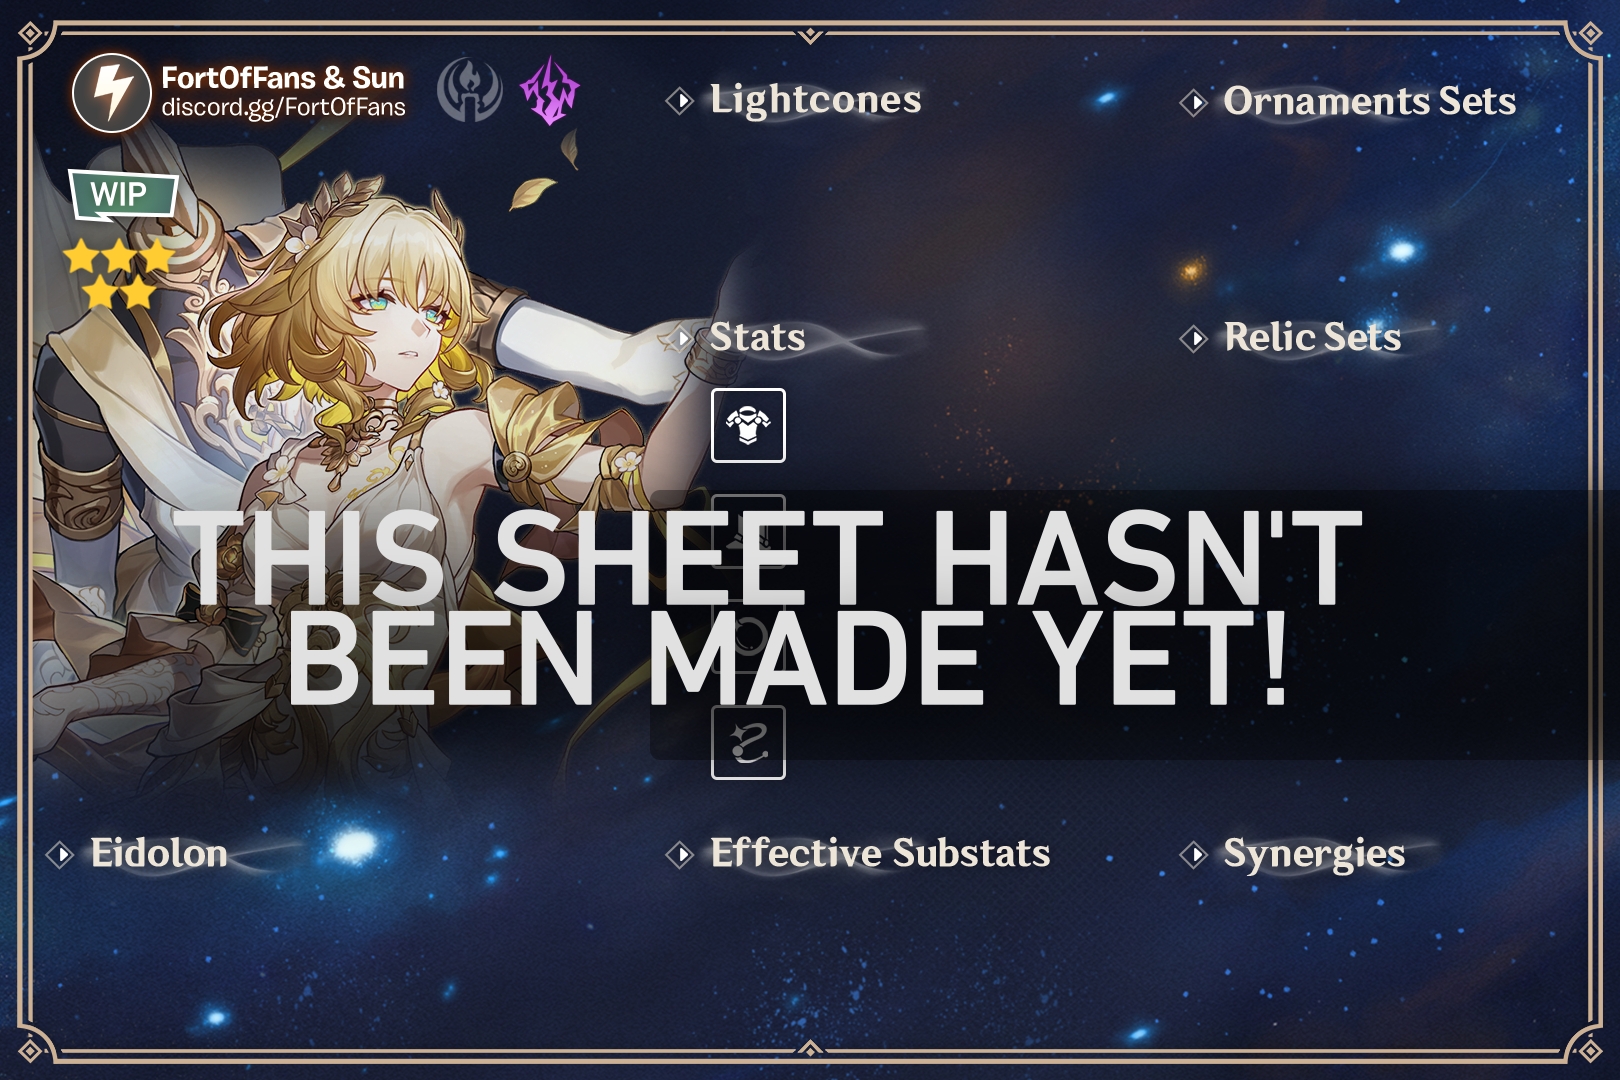 FortOfFans & Sun
discord.gg/FortOfFans
WIP
Lightcones
Ornaments Sets
Stats
Relic Sets
THIS SHEET HASN'T
BEEN MADE YET!
Eidolon
Effective Substats
Synergies